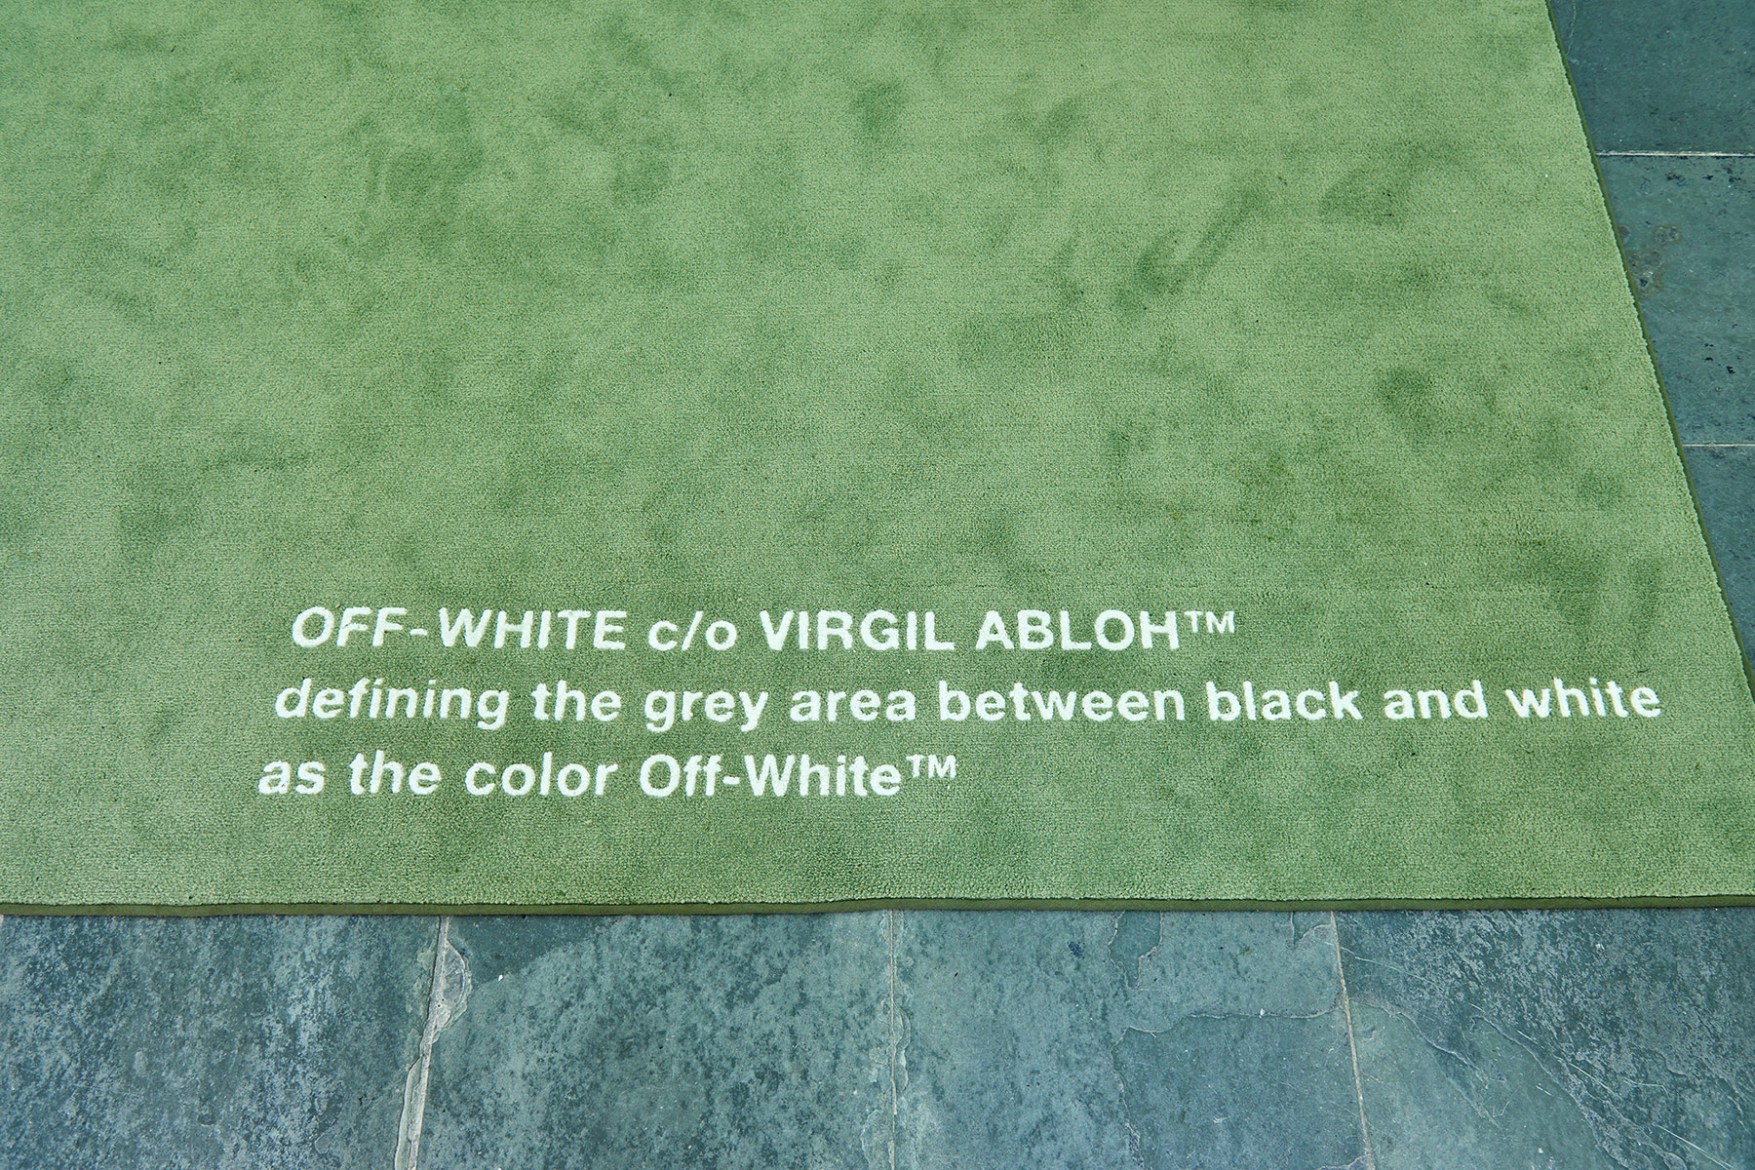 OFF-WHITE c/o VIRGIL ABLOH™
defining the grey area between black and white
as the color Off-White™